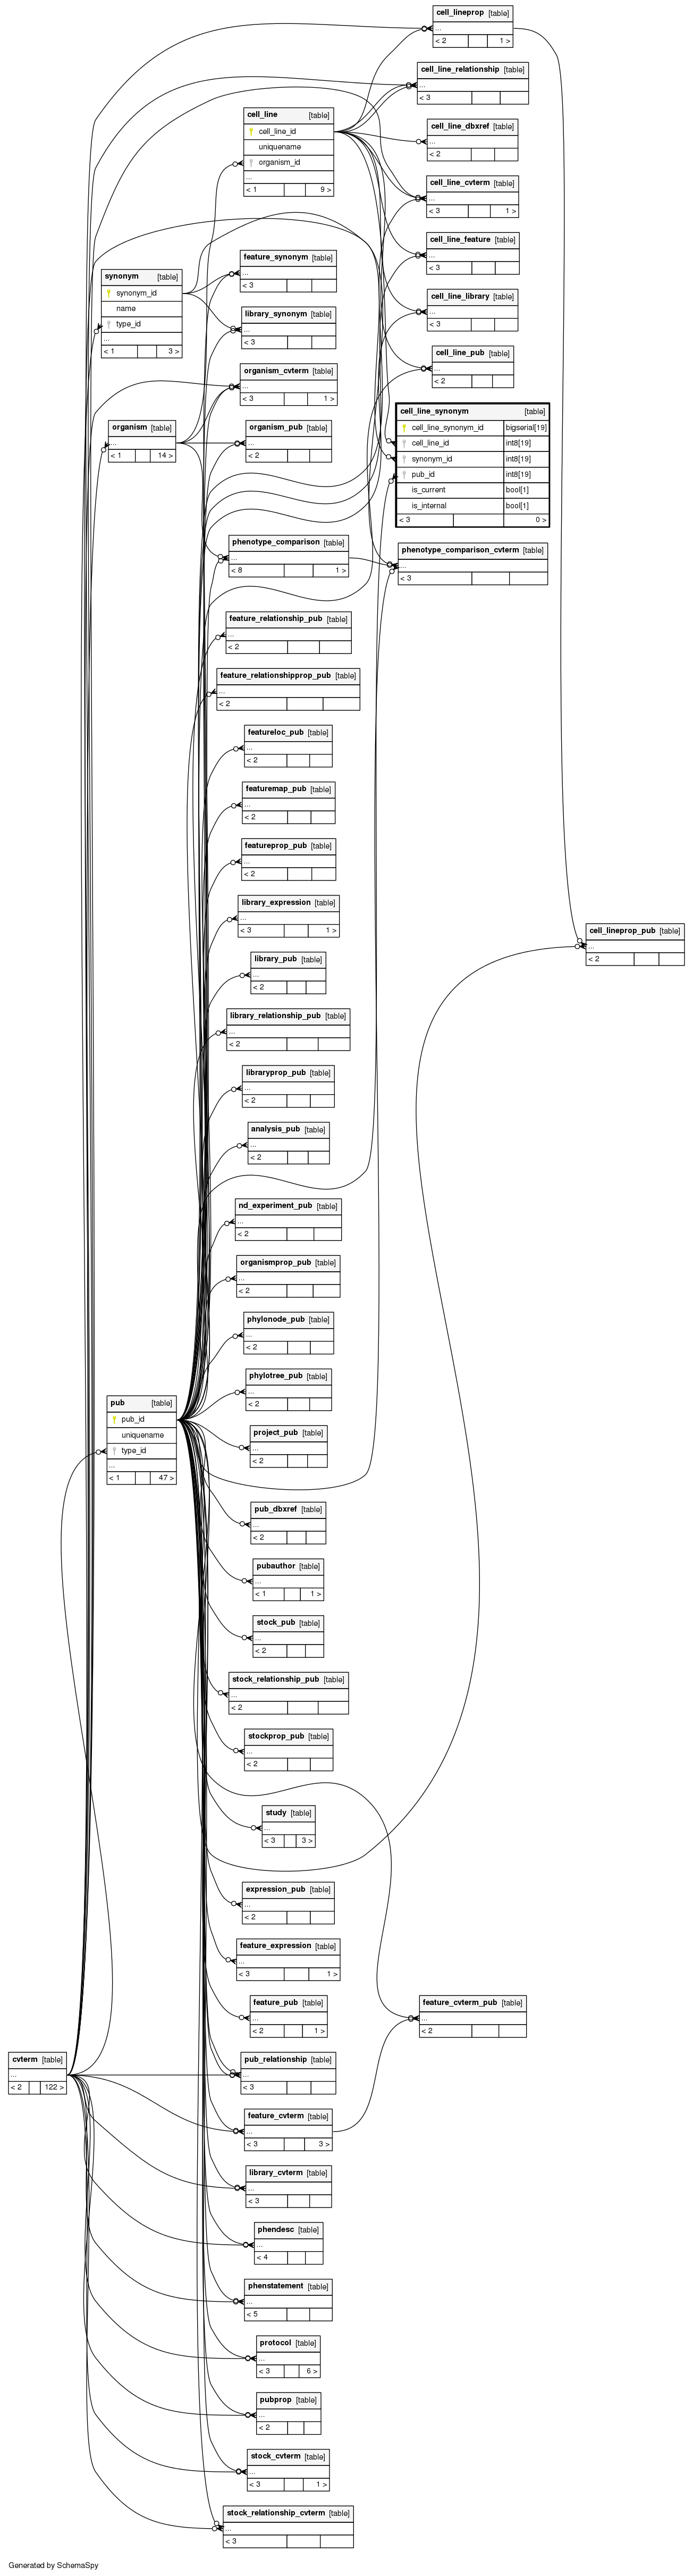 cell_lineprop [table]
...
< 2 1 >
cell_line_relationship [table]
...
< 3
cell_line [table]
cell_line_id
uniquename
organism_id
...
< 1 9 >
cell_line_dbxref [table]
...
< 2
cell_line_cvterm [table]
...
< 3 1 >
cell_line_feature [table]
...
< 3
feature_synonym [table]
...
< 3
synonym [table]
synonym_id
name
type_id
...
< 1 3 >
cell_line_library [table]
...
< 3
library_synonym [table]
...
< 3
cell_line_pub [table]
...
< 2
organism_cvterm [table]
...
< 3 1 >
cell_line_synonym [table]
cell_line_synonym_id bigserial[19]
cell_line_id int8[19]
synonym_id int8[19]
pub_id int8[19]
is_current bool[1]
is_internal bool[1]
< 3 0 >
organism [table]
...
< 1 14 >
organism_pub [table]
...
< 2
phenotype_comparison [table]
...
< 8 1 >
phenotype_comparison_cvterm [table]
...
< 3
feature_relationship_pub [table]
...
< 2
feature_relationshipprop_pub [table]
...
< 2
featureloc_pub [table]
...
< 2
featuremap_pub [table]
...
< 2
featureprop_pub [table]
...
< 2
library_expression [table]
...
< 3 1 >
cell_lineprop_pub [table]
...
< 2
library_pub [table]
...
< 2
library_relationship_pub [table]
...
< 2
libraryprop_pub [table]
...
< 2
analysis_pub [table]
...
< 2
nd_experiment_pub [table]
...
< 2
organismprop_pub [table]
...
< 2
phylonode_pub [table]
...
< 2
phylotree_pub [table]
...
< 2
pub [table]
pub_id
uniquename
type_id
...
< 1 47 >
project_pub [table]
...
< 2
pub_dbxref [table]
...
< 2
pubauthor [table]
...
< 1 1 >
stock_pub [table]
...
< 2
stock_relationship_pub [table]
...
< 2
stockprop_pub [table]
...
< 2
study [table]
...
< 3 3 >
expression_pub [table]
...
< 2
feature_expression [table]
...
< 3 1 >
feature_pub [table]
...
< 2 1 >
feature_cvterm_pub [table]
...
< 2
cvterm [table]
...
< 2 122 >
pub_relationship [table]
...
< 3
feature_cvterm [table]
...
< 3 3 >
library_cvterm [table]
...
< 3
phendesc [table]
...
< 4
phenstatement [table]
...
< 5
protocol [table]
...
< 3 6 >
pubprop [table]
...
< 2
stock_cvterm [table]
...
< 3 1 >
stock_relationship_cvterm [table]
...
< 3
Generated by SchemaSpy